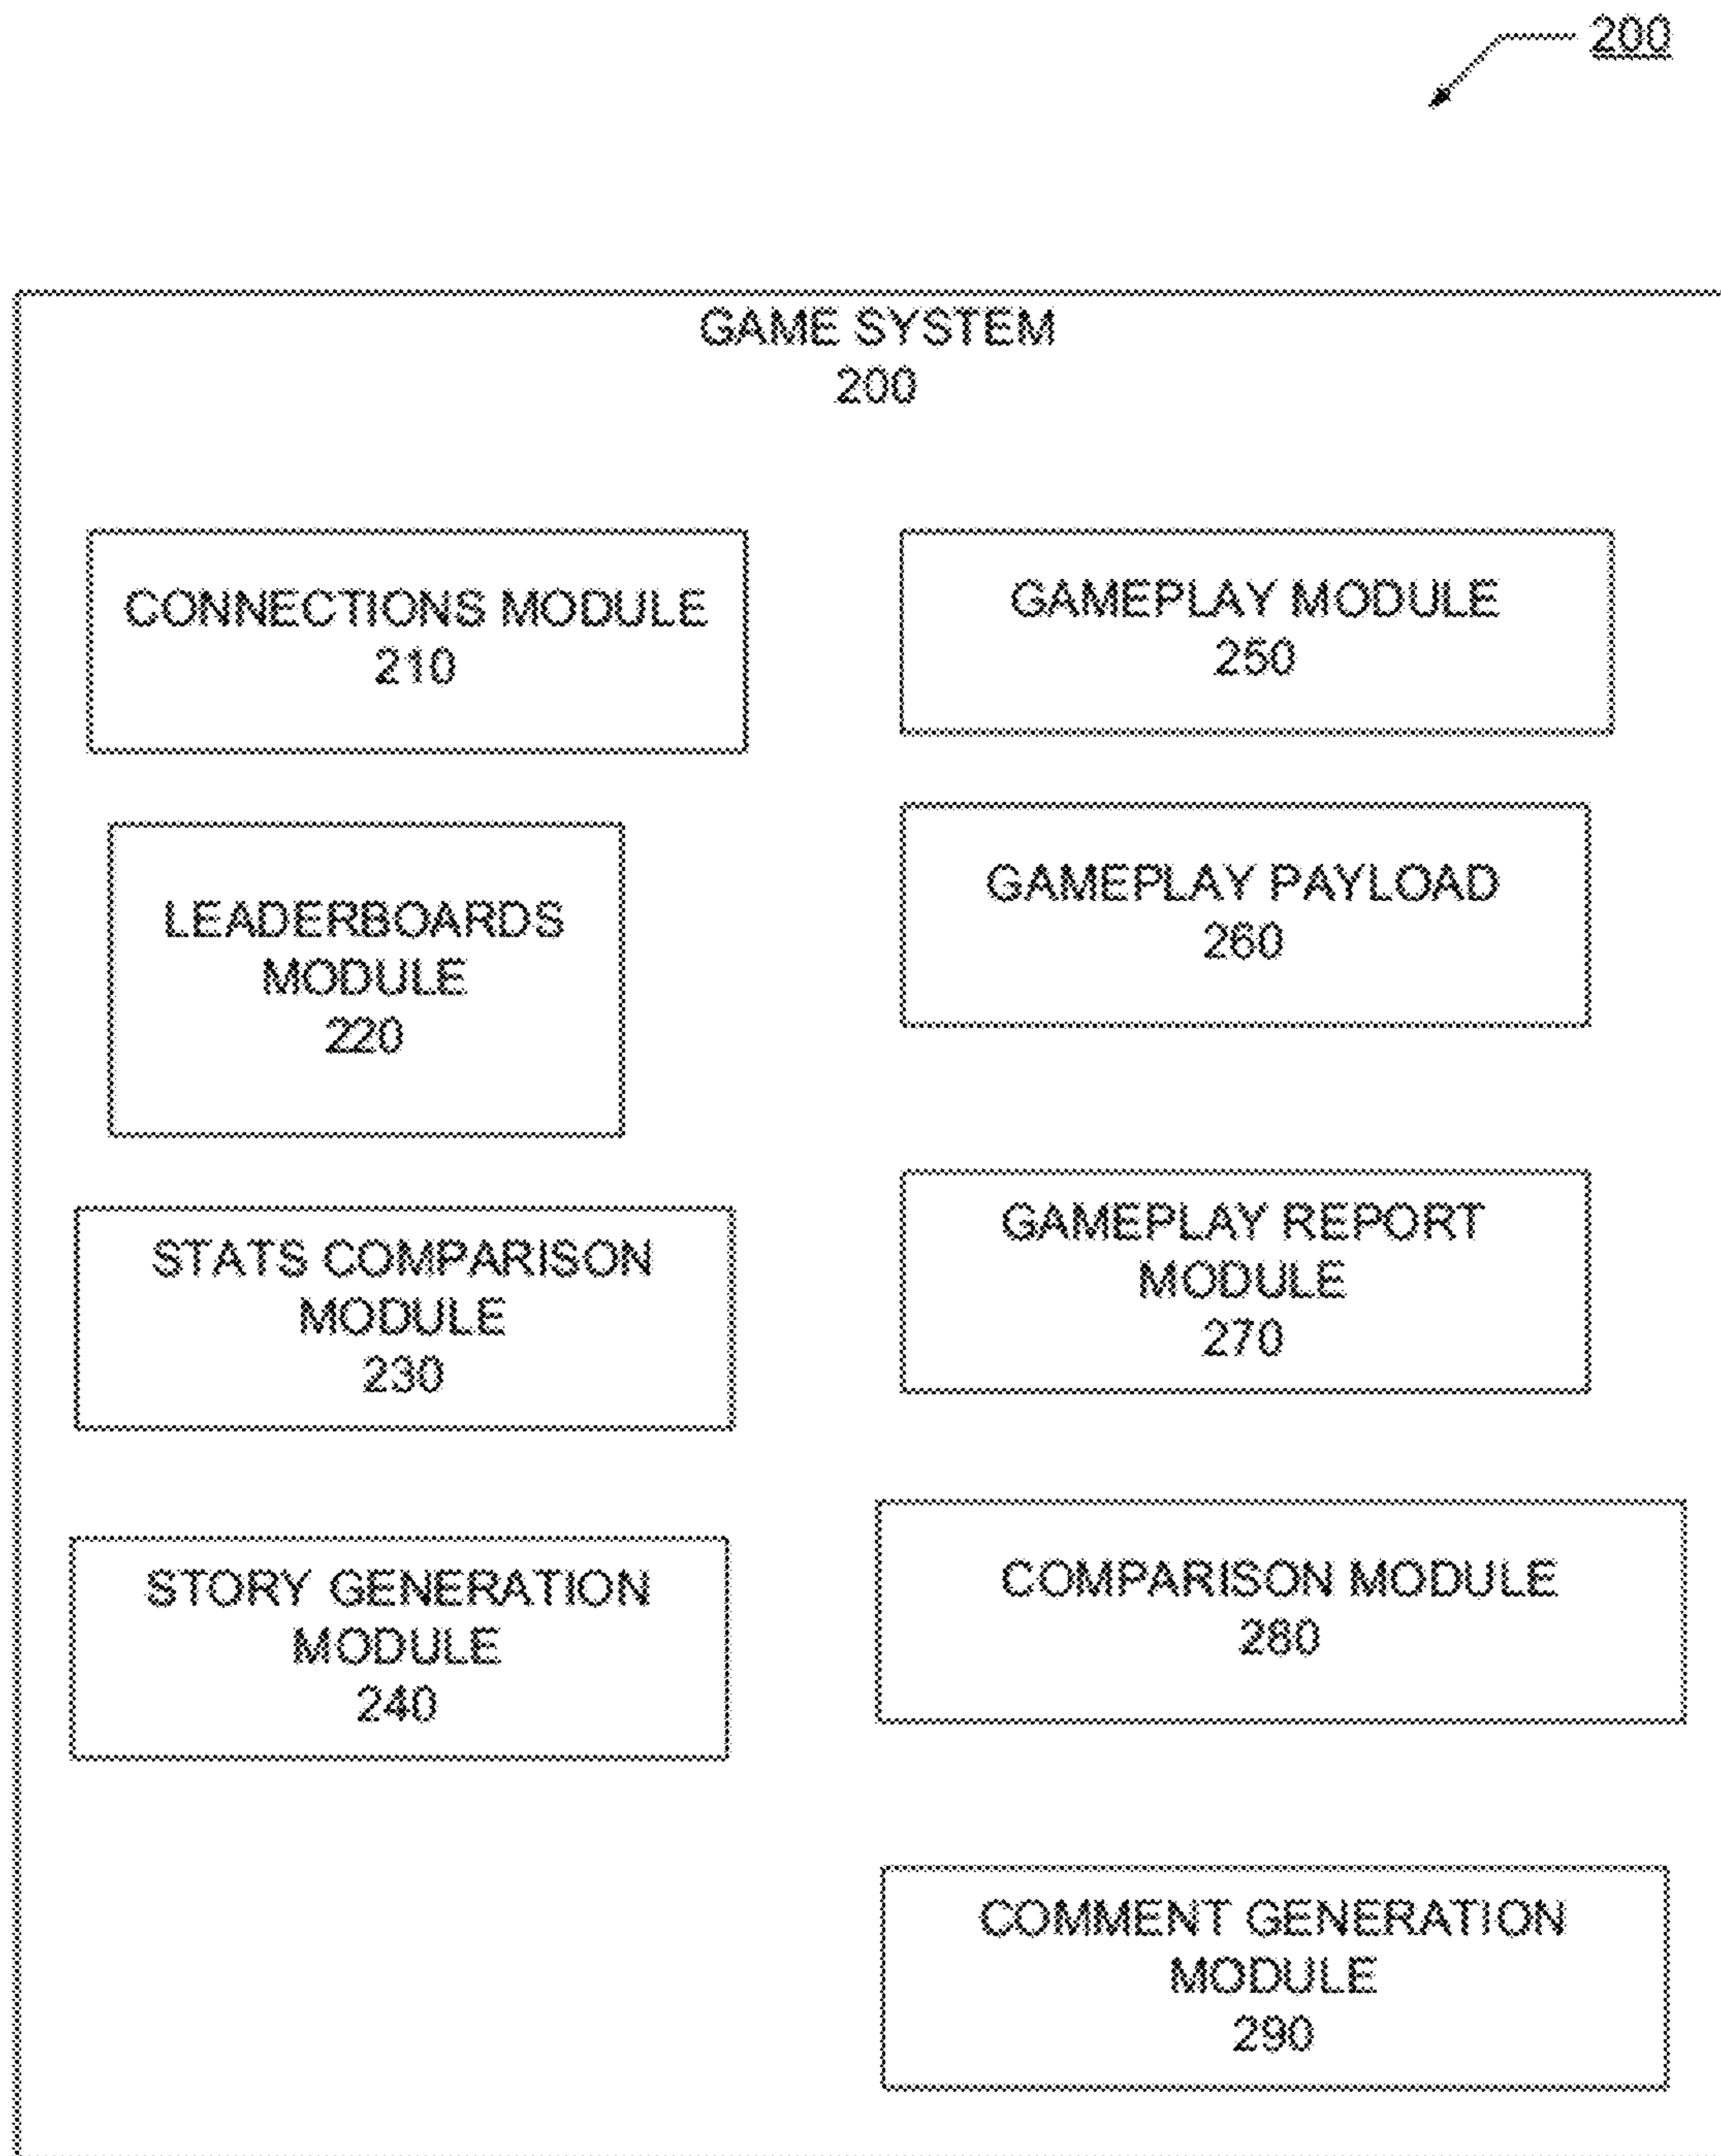 200
GAME SYSTEM
200
CONNECTIONS MODULE
210
LEADERBOARDS
MODULE
220
STATS COMPARISON
MODULE
230
STORY GENERATION
MODULE
240
GAMEPLAY MODULE
250
GAMEPLAY PAYLOAD
260
GAMEPLAY REPORT
MODULE
270
COMPARISON MODULE
280
COMMENT GENERATION
MODULE
290